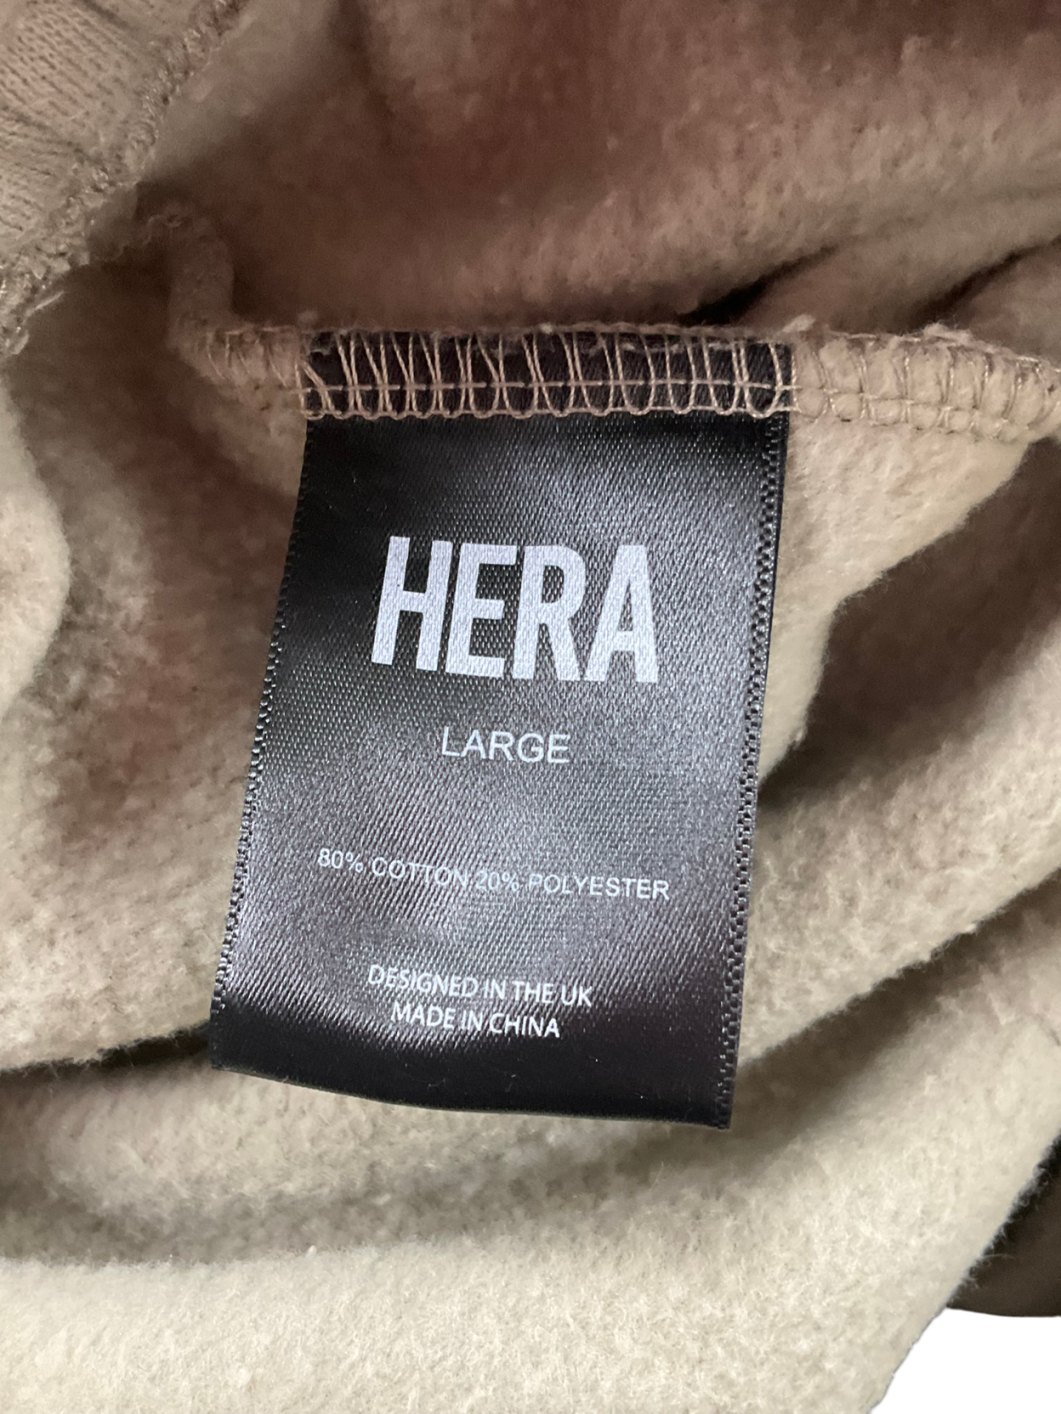 HERA
LARGE
80% COTTON 20% POLYESTER
DESIGNED IN THE UK
MADE IN CHINA